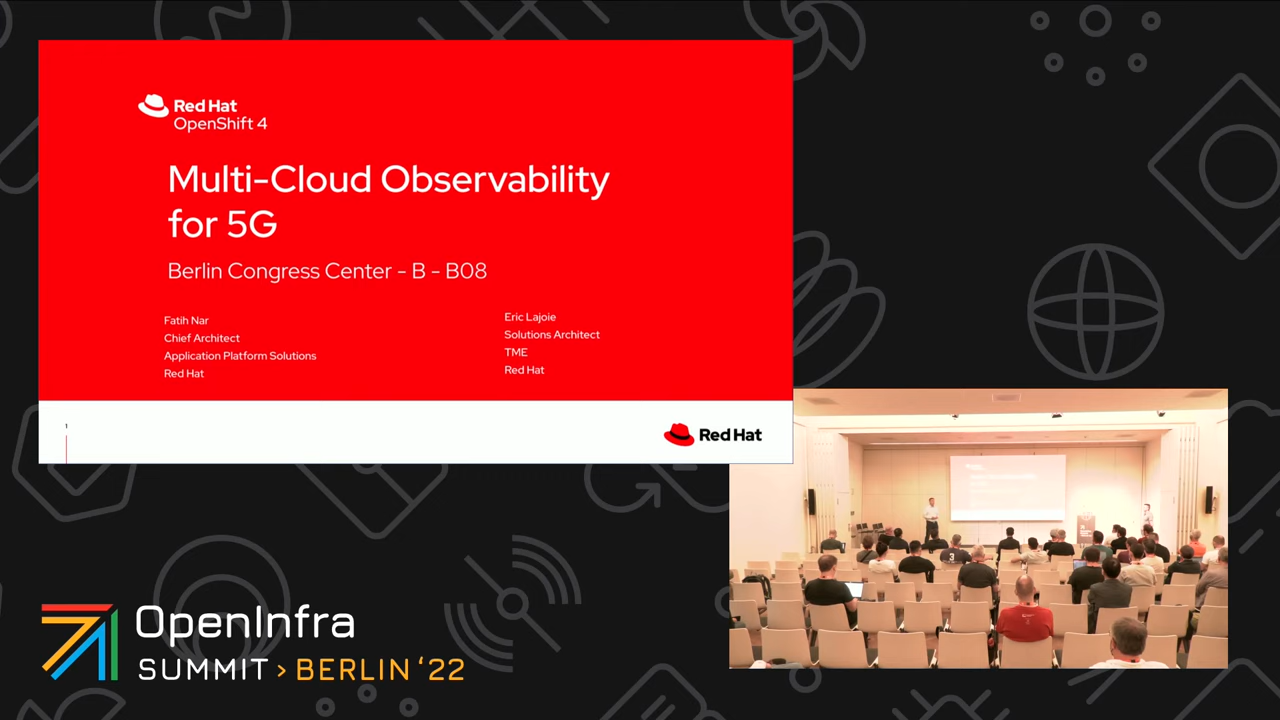 Red Hat
OpenShift 4
Multi-Cloud Observability
for 5G
Berlin Congress Center - B - B08
Fatih Nar
Chief Architect
Application Platform Solutions
Red Hat
Eric Lajoie
Solutions Architect
TME
Red Hat
1
Red Hat
OpenInfra
SUMMIT > BERLIN ‘22